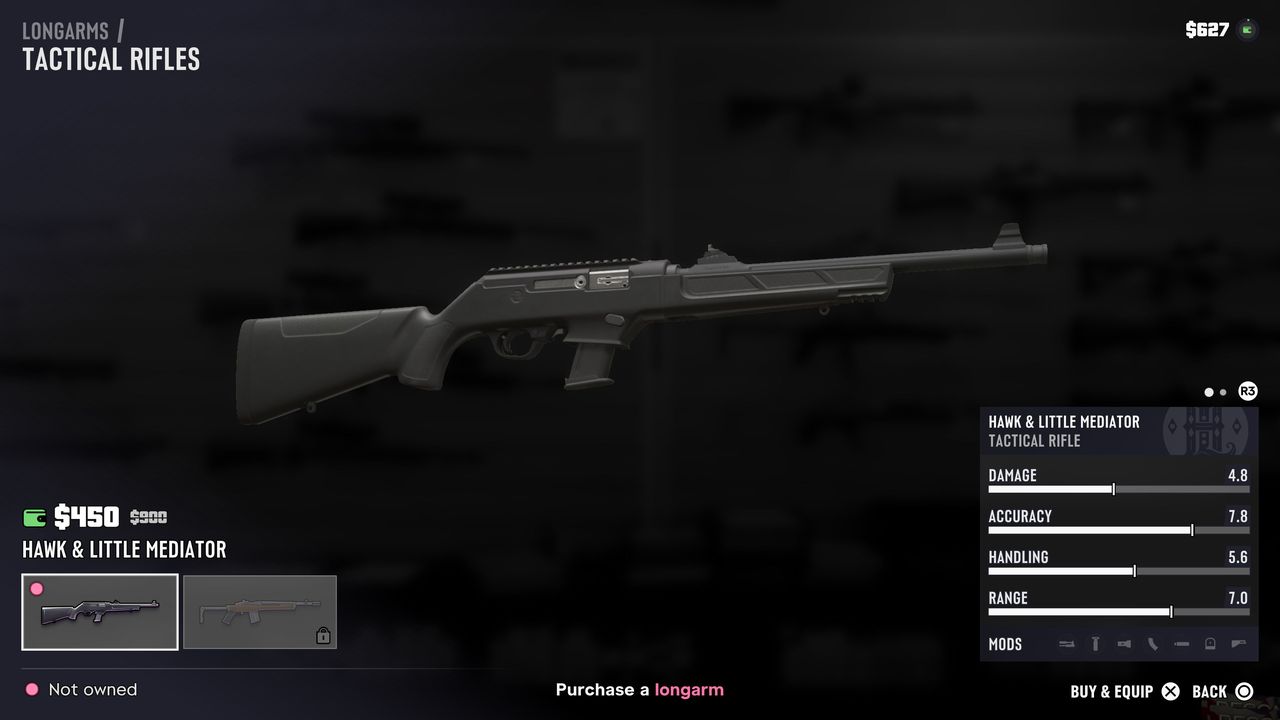 LONGARMS /
TACTICAL RIFLES
$627
R3
HAWK & LITTLE MEDIATOR
TACTICAL RIFLE
DAMAGE 4.8
ACCURACY 7.8
HANDLING 5.6
RANGE 7.0
MODS
$450 $900
HAWK & LITTLE MEDIATOR
Not owned
Purchase a longarm
BUY & EQUIP
BACK